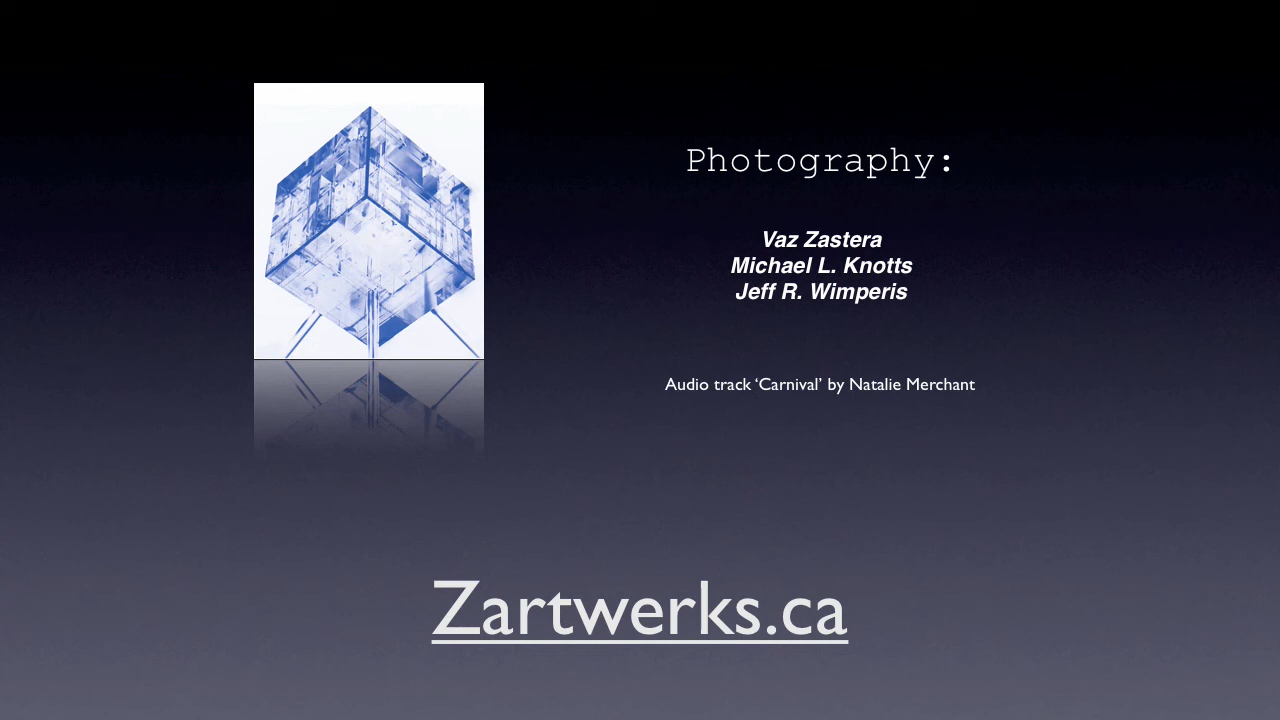 Photography:
Vaz Zastera
Michael L. Knotts
Jeff R. Wimperis
Audio track ‘Carnival’ by Natalie Merchant
Zartwerks.ca